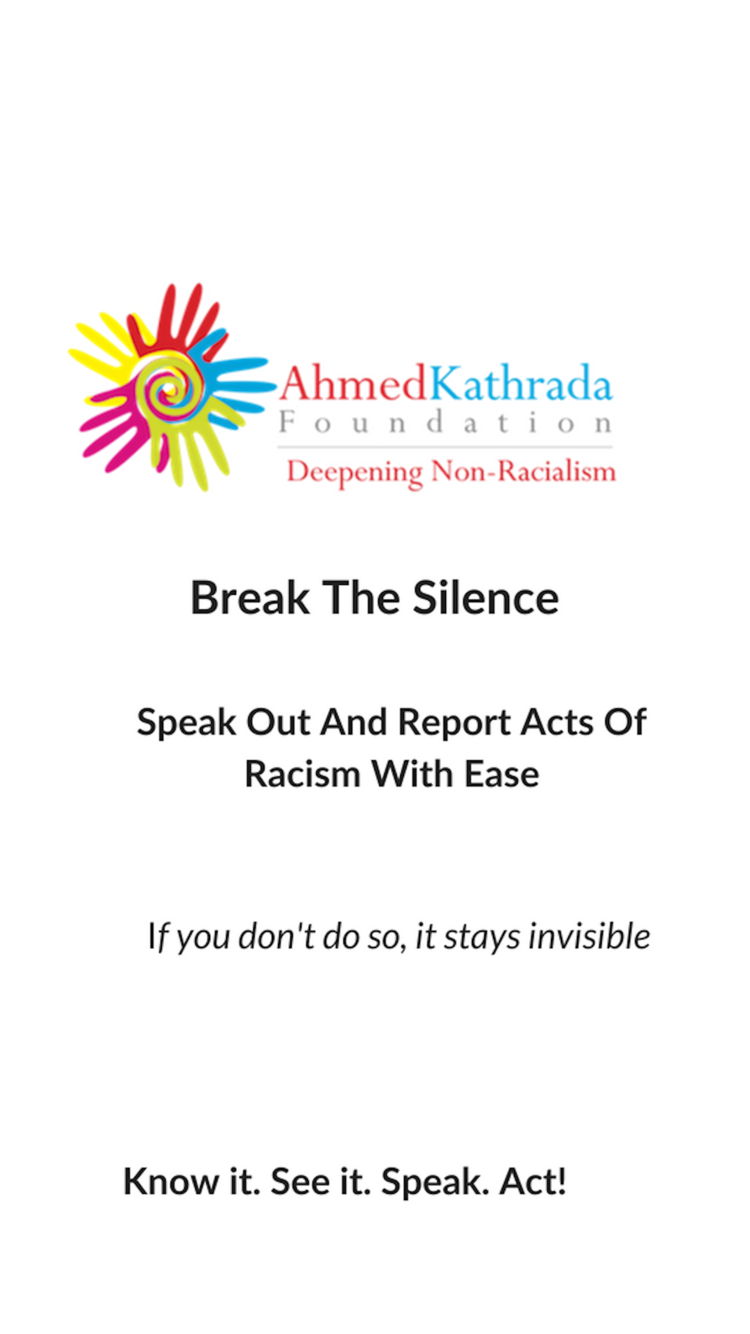 AhmedKathrada
Foundation
Deepening Non-Racialism
Break The Silence
Speak Out And Report Acts Of
Racism With Ease
If you don't do so, it stays invisible
Know it. See it. Speak. Act!